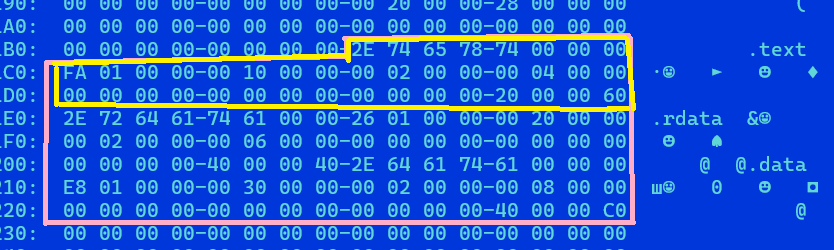 190: 00 00 00 00-00 00 00 00-00 20 00 00-28 00 00 00 (
1A0: 00 00 00 00-00 00 00 00-00 00 00 00-00 00 00 00
1B0: 00 00 00 00-00 00 00 00-2E 74 65 78-74 00 00 00 .text
1C0: FA 01 00 00-00 10 00 00-00 02 00 00-00 04 00 00 ·☻ ► ☻ ♦
1D0: 00 00 00 00-00 00 00 00-00 00 00 00-20 00 00 60
1E0: 2E 72 64 61-74 61 00 00-26 01 00 00-00 20 00 00 .rdata &☺
1F0: 00 02 00 00-00 06 00 00-00 00 00 00-00 00 00 00 ☻ ♠
200: 00 00 00 00-40 00 00 40-2E 64 61 74-61 00 00 00 @ @.data
210: E8 01 00 00-00 30 00 00-00 02 00 00-00 08 00 00 ш☺ 0 ☻ ◘
220: 00 00 00 00-00 00 00 00-00 00 00 00-40 00 00 C0 @
230: 00 00 00 00-00 00 00 00-00 00 00 00-00 00 00 00